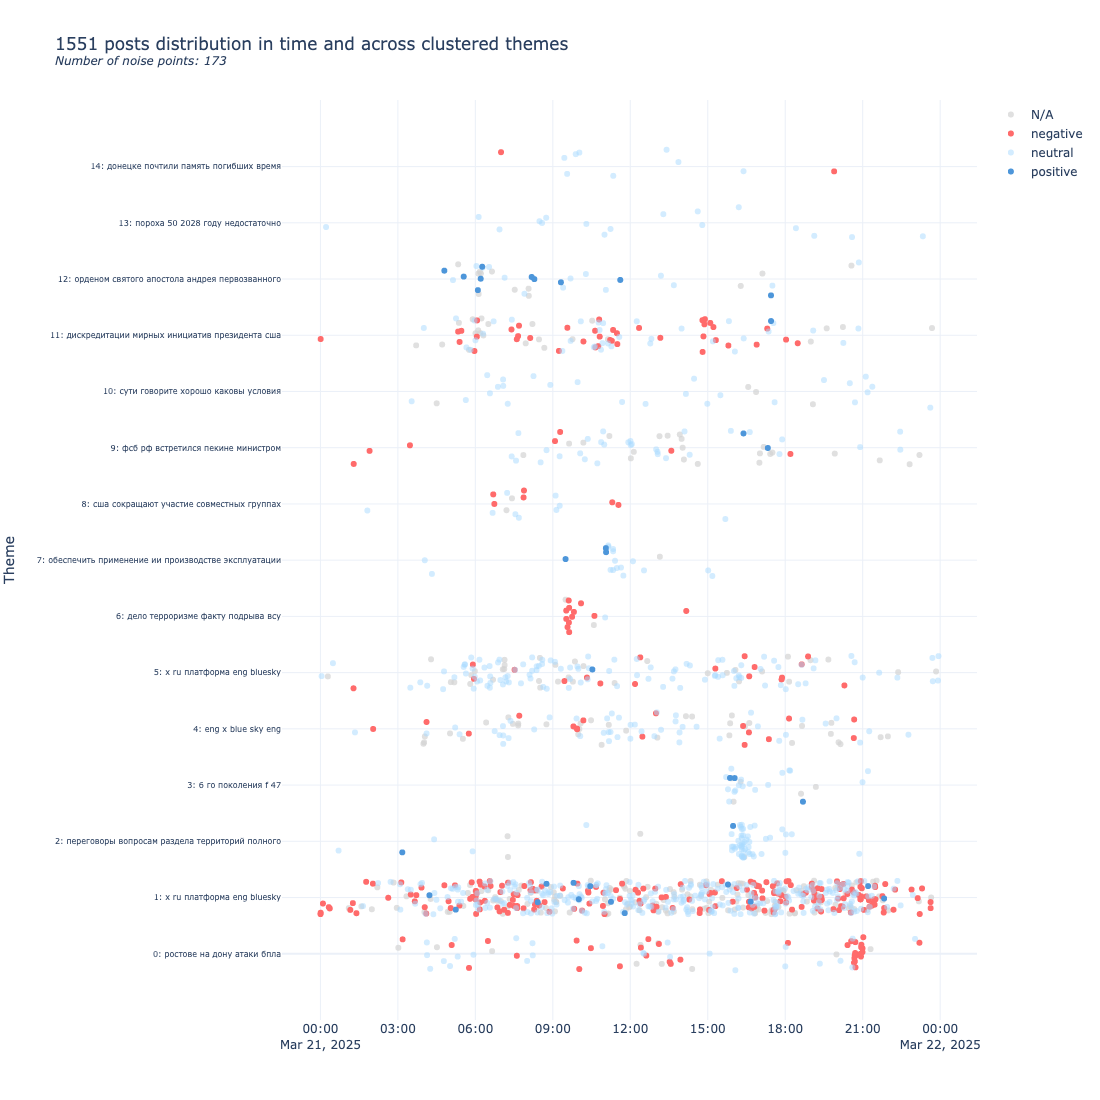 1551 posts distribution in time and across clustered themes
Number of noise points: 173
N/A
negative
neutral
positive
Theme
14: донецке почтили память погибших время
13: пороха 50 2028 году недостаточно
12: орденом святого апостола андрея первозванного
11: дискредитации мирных инициатив президента сша
10: сути говорите хорошо каковы условия
9: фсб рф встретился пекине министром
8: сша сокращают участие совместных группах
7: обеспечить применение ии производстве эксплуатации
6: дело терроризме факту подрыва всу
5: x ru платформа eng bluesky
4: eng x blue sky eng
3: 6 го поколения f 47
2: переговоры вопросам раздела территорий полного
1: x ru платформа eng bluesky
0: ростове на дону атаки бпла
00:00 03:00 06:00 09:00 12:00 15:00 18:00 21:00 00:00
Mar 21, 2025 Mar 22, 2025